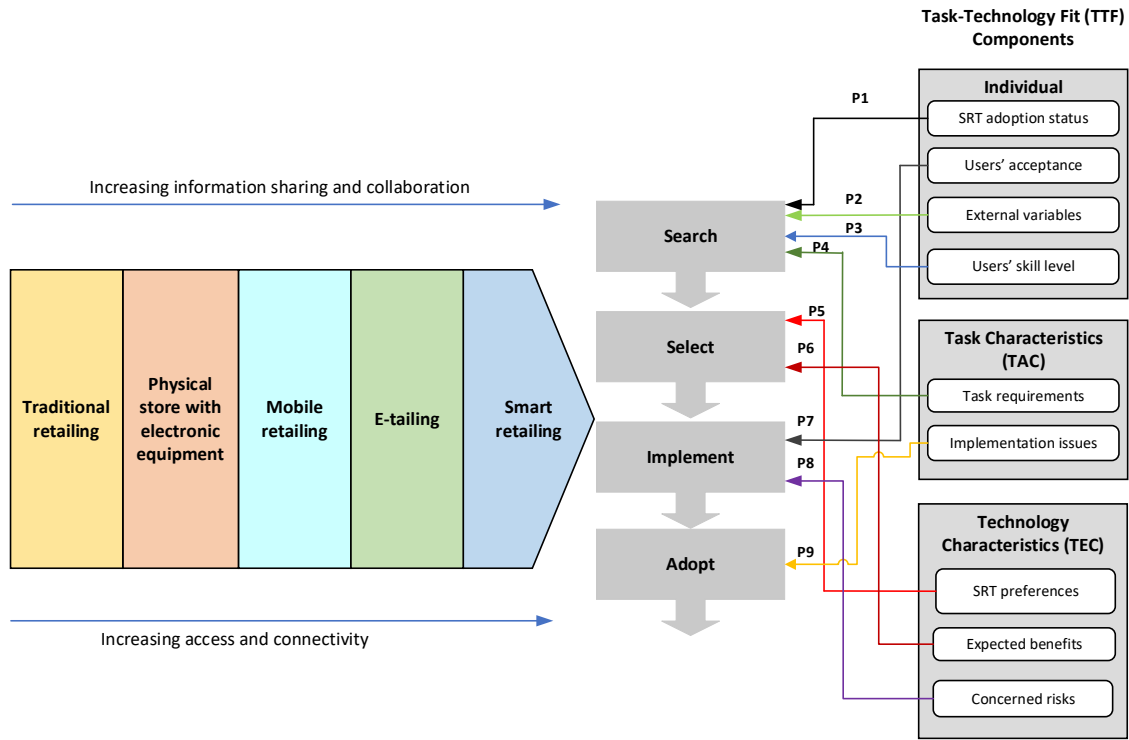 Task-Technology Fit (TTF)
Components
Increasing information sharing and collaboration
Traditional
retailing
Physical
store with
electronic
equipment
Mobile
retailing
E-tailing
Smart
retailing
Increasing access and connectivity
Search
Select
Implement
Adopt
P1
P2
P3
P4
P5
P6
P7
P8
P9
Individual
SRT adoption status
Users’ acceptance
External variables
Users’ skill level
Task Characteristics
(TAC)
Task requirements
Implementation issues
Technology
Characteristics (TEC)
SRT preferences
Expected benefits
Concerned risks